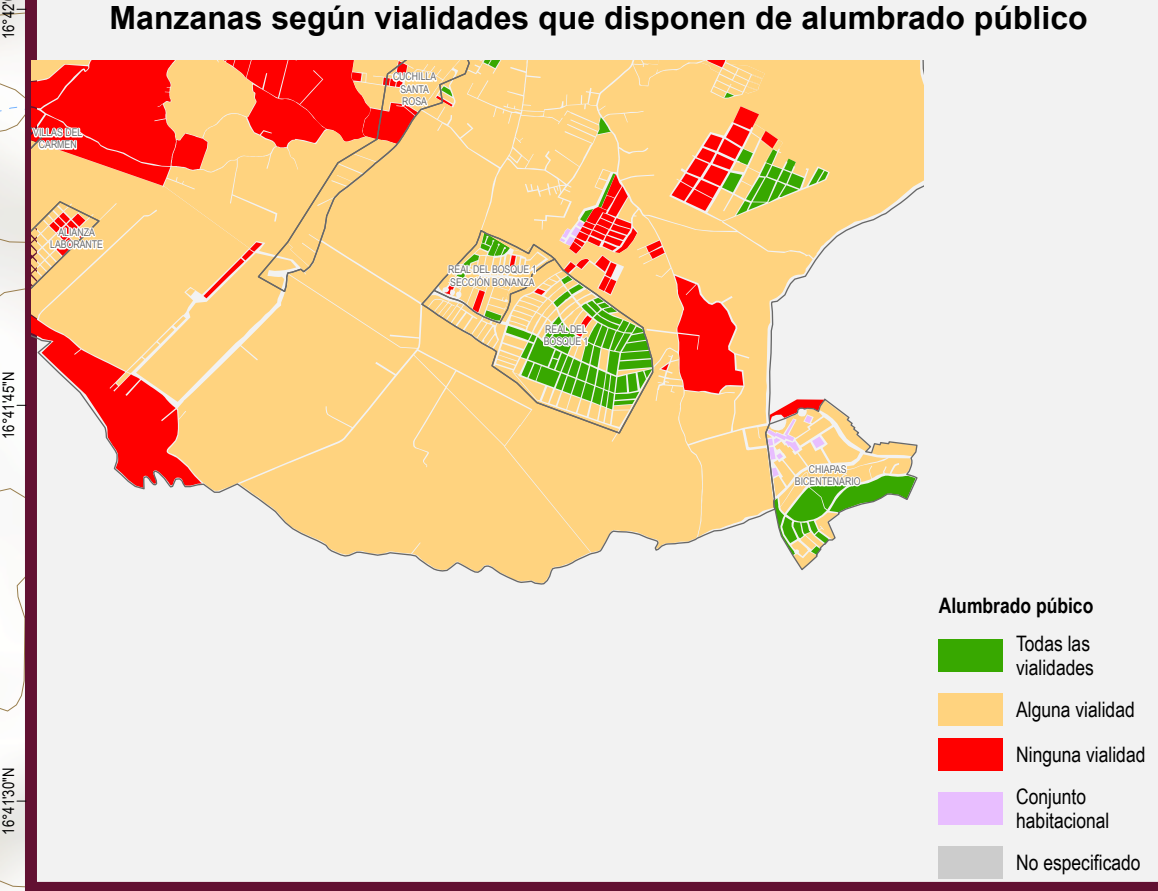 Manzanas según vialidades que disponen de alumbrado público
16°42'
CUCHILLA
SANTA
ROSA
VILLAS DEL
CARMEN
ALIANZA
LABORANTE
REAL DEL BOSQUE 1
SECCIÓN BONANZA
REAL DEL
BOSQUE 1
16°41'45"N
CHIAPAS
BICENTENARIO
Alumbrado púbico
Todas las
vialidades
Alguna vialidad
Ninguna vialidad
Conjunto
habitacional
No especificado
16°41'30"N